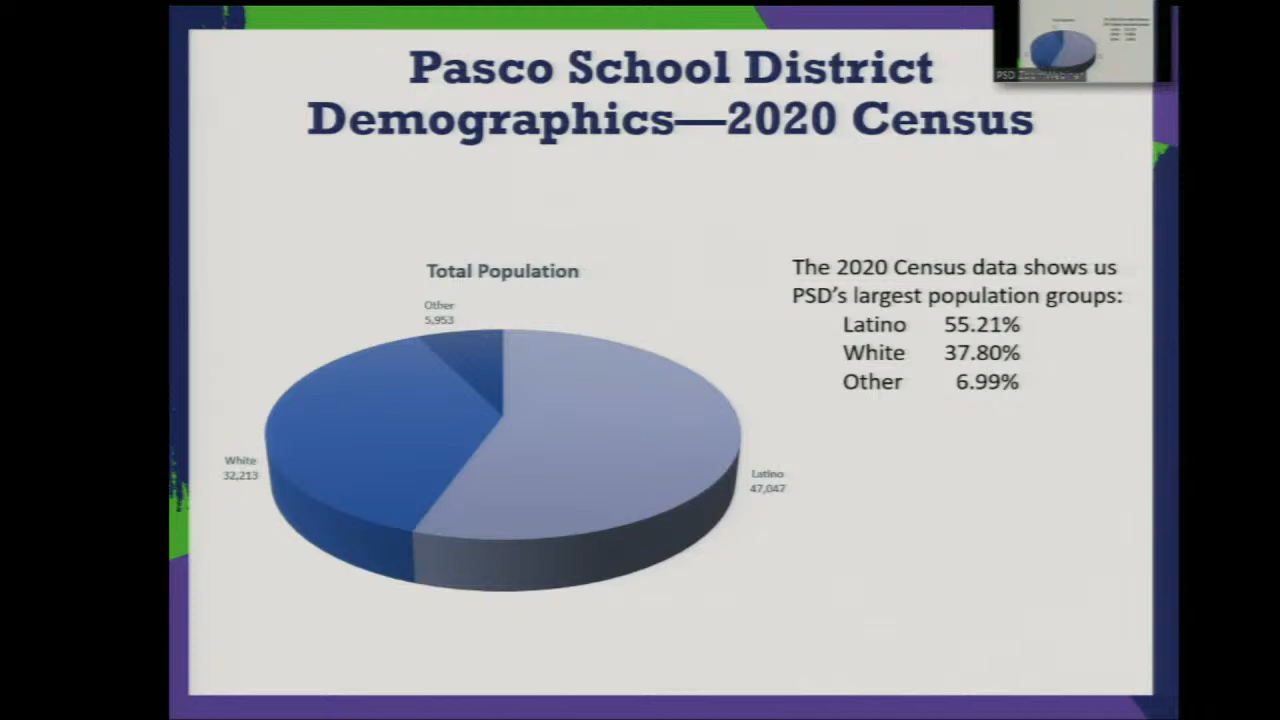 Pasco School District
Demographics—2020 Census
PSD
Total Population
The 2020 Census data shows us
PSD's largest population groups:
Latino 55.21%
White 37.80%
Other 6.99%
Other
5,953
White
32,213
Latino
47,047